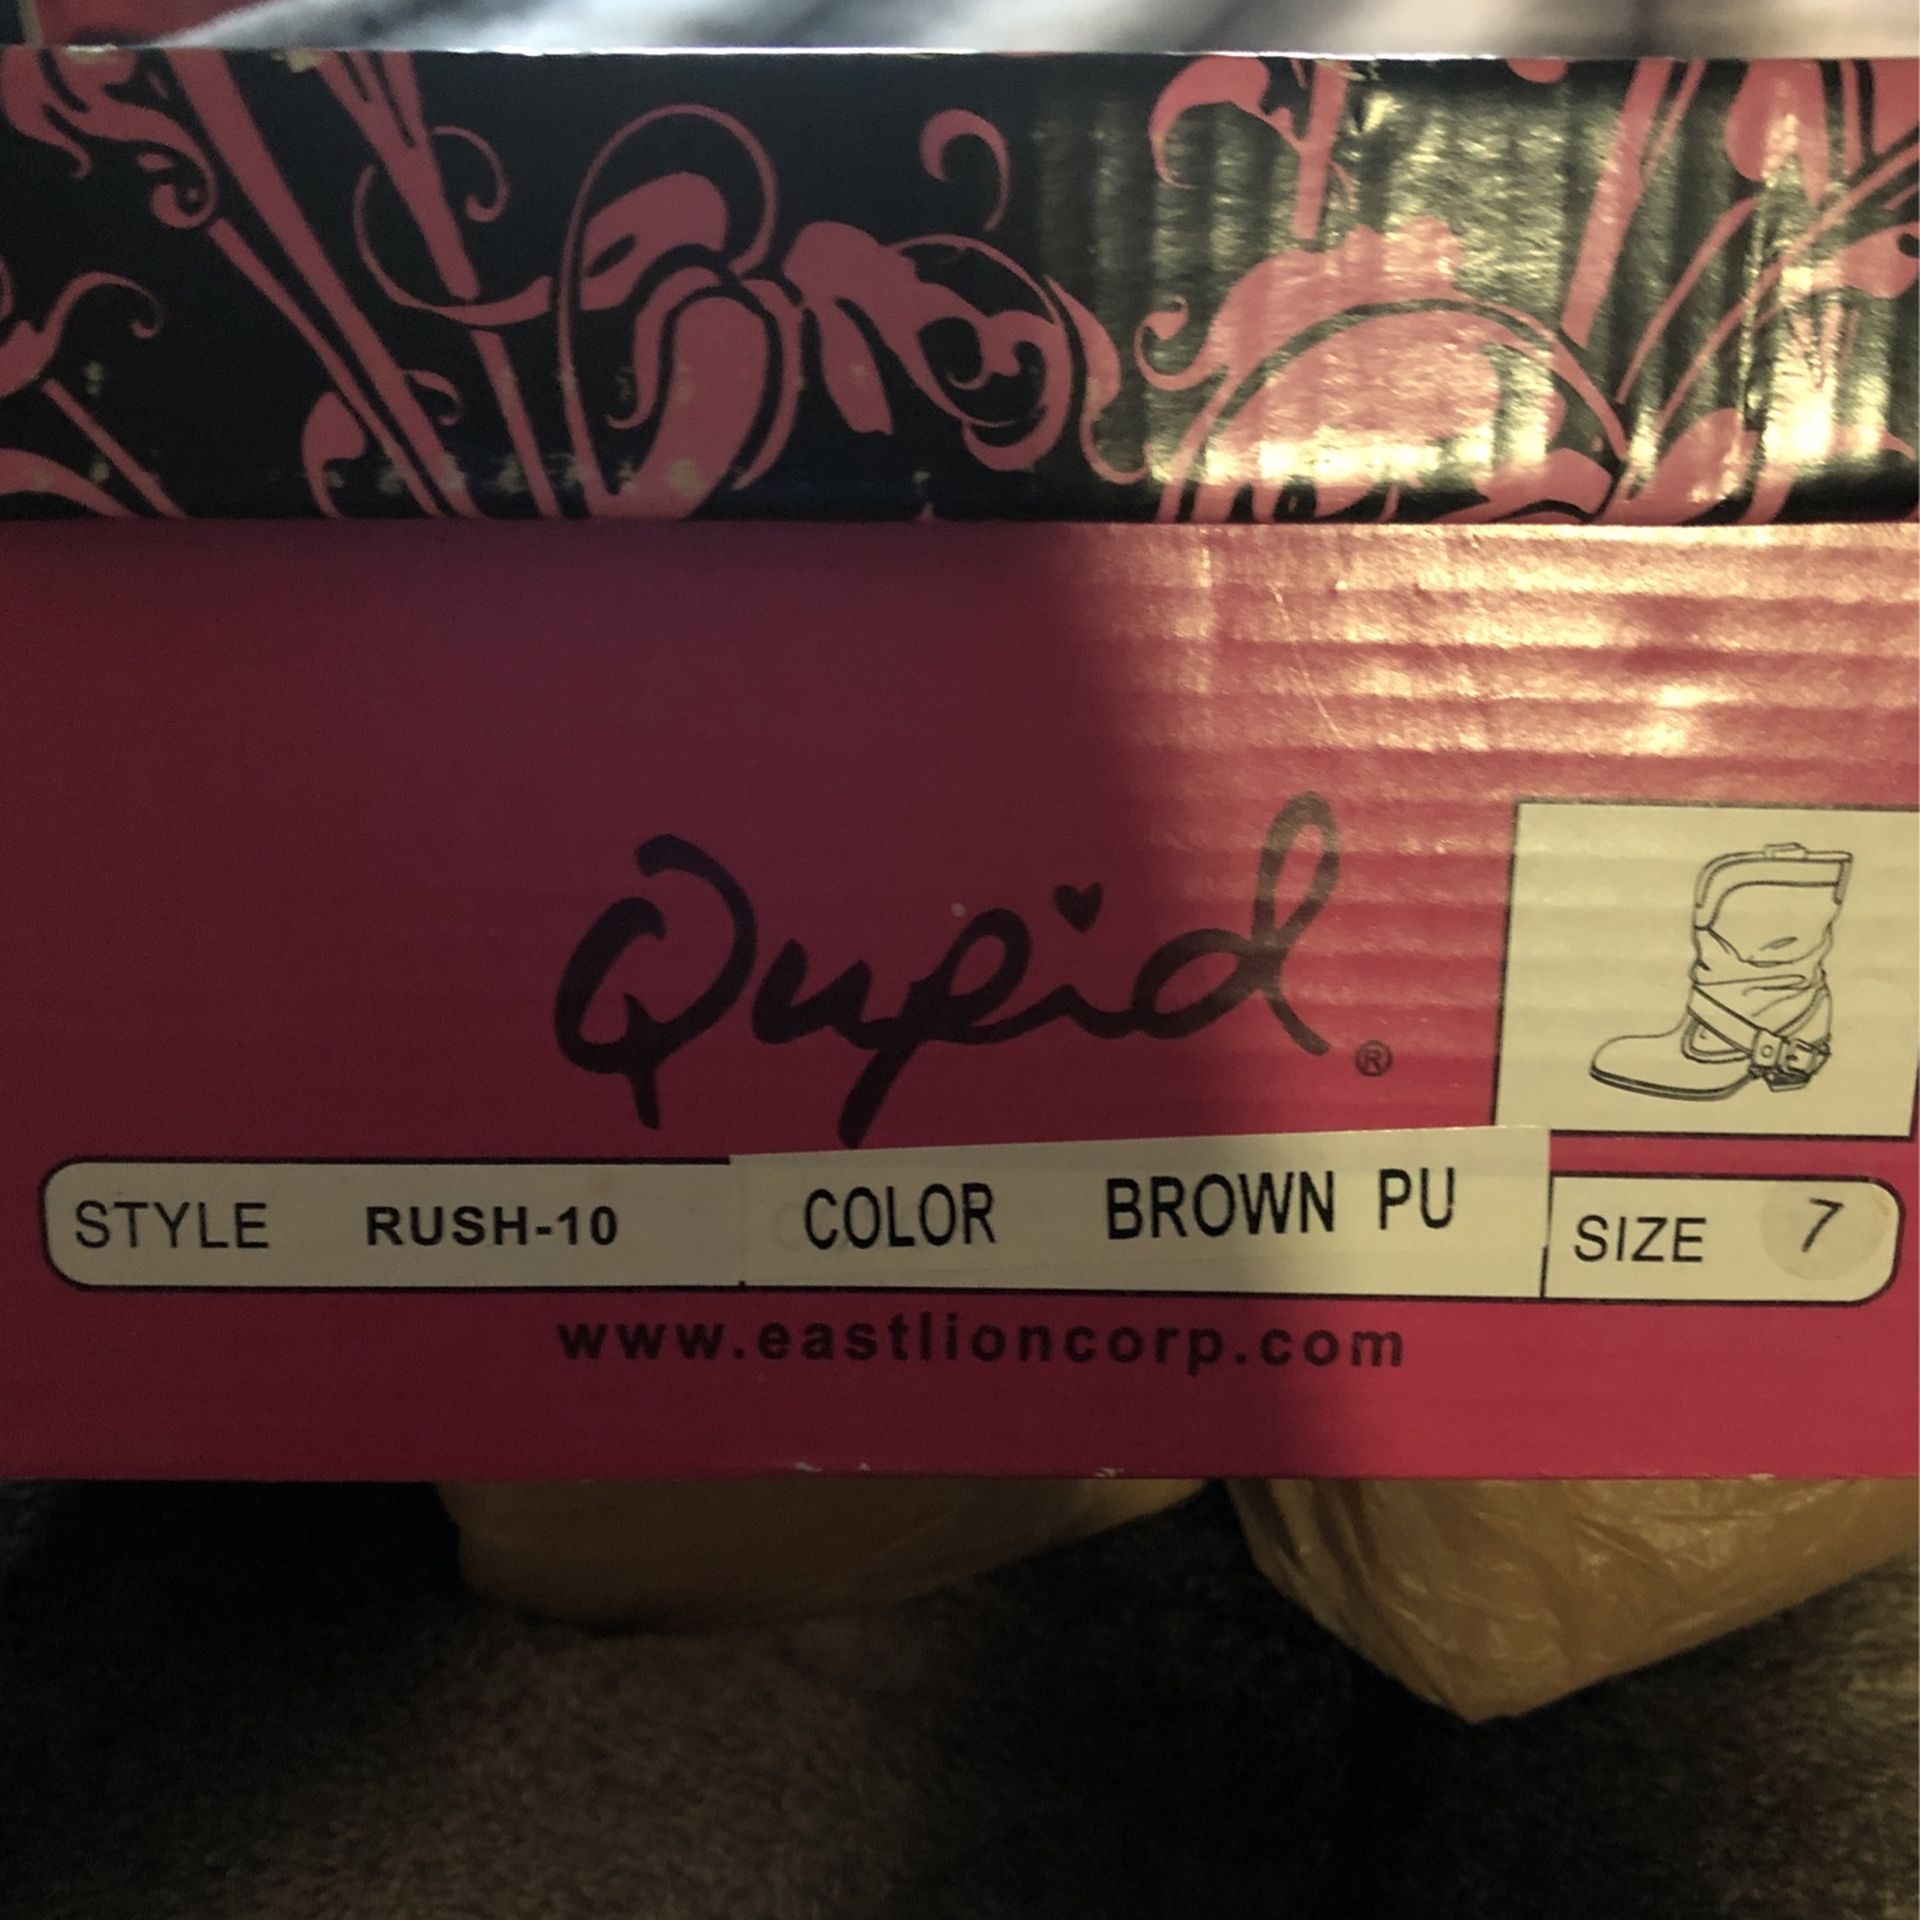 Qupid ®
STYLE RUSH-10 COLOR BROWN PU SIZE 7
www.eastlioncorp.com